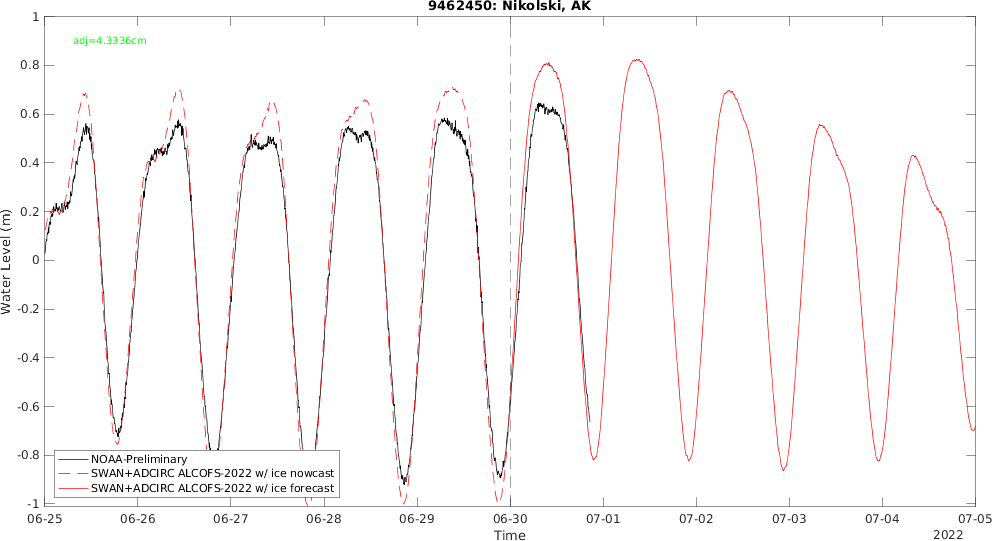 9462450: Nikolski, AK
adj=4.3336cm
1
0.8
0.6
0.4
0.2
0
-0.2
-0.4
-0.6
-0.8
-1
Water Level (m)
NOAA-Preliminary
SWAN+ADCIRC ALCOFS-2022 w/ ice nowcast
SWAN+ADCIRC ALCOFS-2022 w/ ice forecast
06-25 06-26 06-27 06-28 06-29 06-30 07-01 07-02 07-03 07-04 07-05
Time
2022